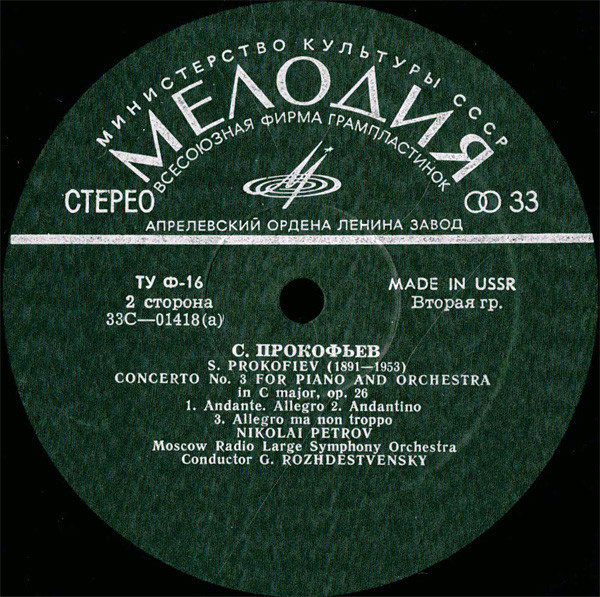 МИНИСТЕРСТВО КУЛЬТУРЫ СССР
МЕЛОДИЯ
ВСЕСОЮЗНАЯ ФИРМА ГРАМПЛАСТИНОК
СТЕРЕО
33
АПРЕЛЕВСКИЙ ОРДЕНА ЛЕНИНА ЗАВОД
ТУ Ф-16
2 сторона
33С—01418(а)
MADE IN USSR
Вторая гр.
С. ПРОКОФЬЕВ
S. PROKOFIEV (1891—1953)
CONCERTO No. 3 FOR PIANO AND ORCHESTRA
in C major, op. 26
1. Andante. Allegro 2. Andantino
3. Allegro ma non troppo
NIKOLAI PETROV
Moscow Radio Large Symphony Orchestra
Conductor G. ROZHDESTVENSKY